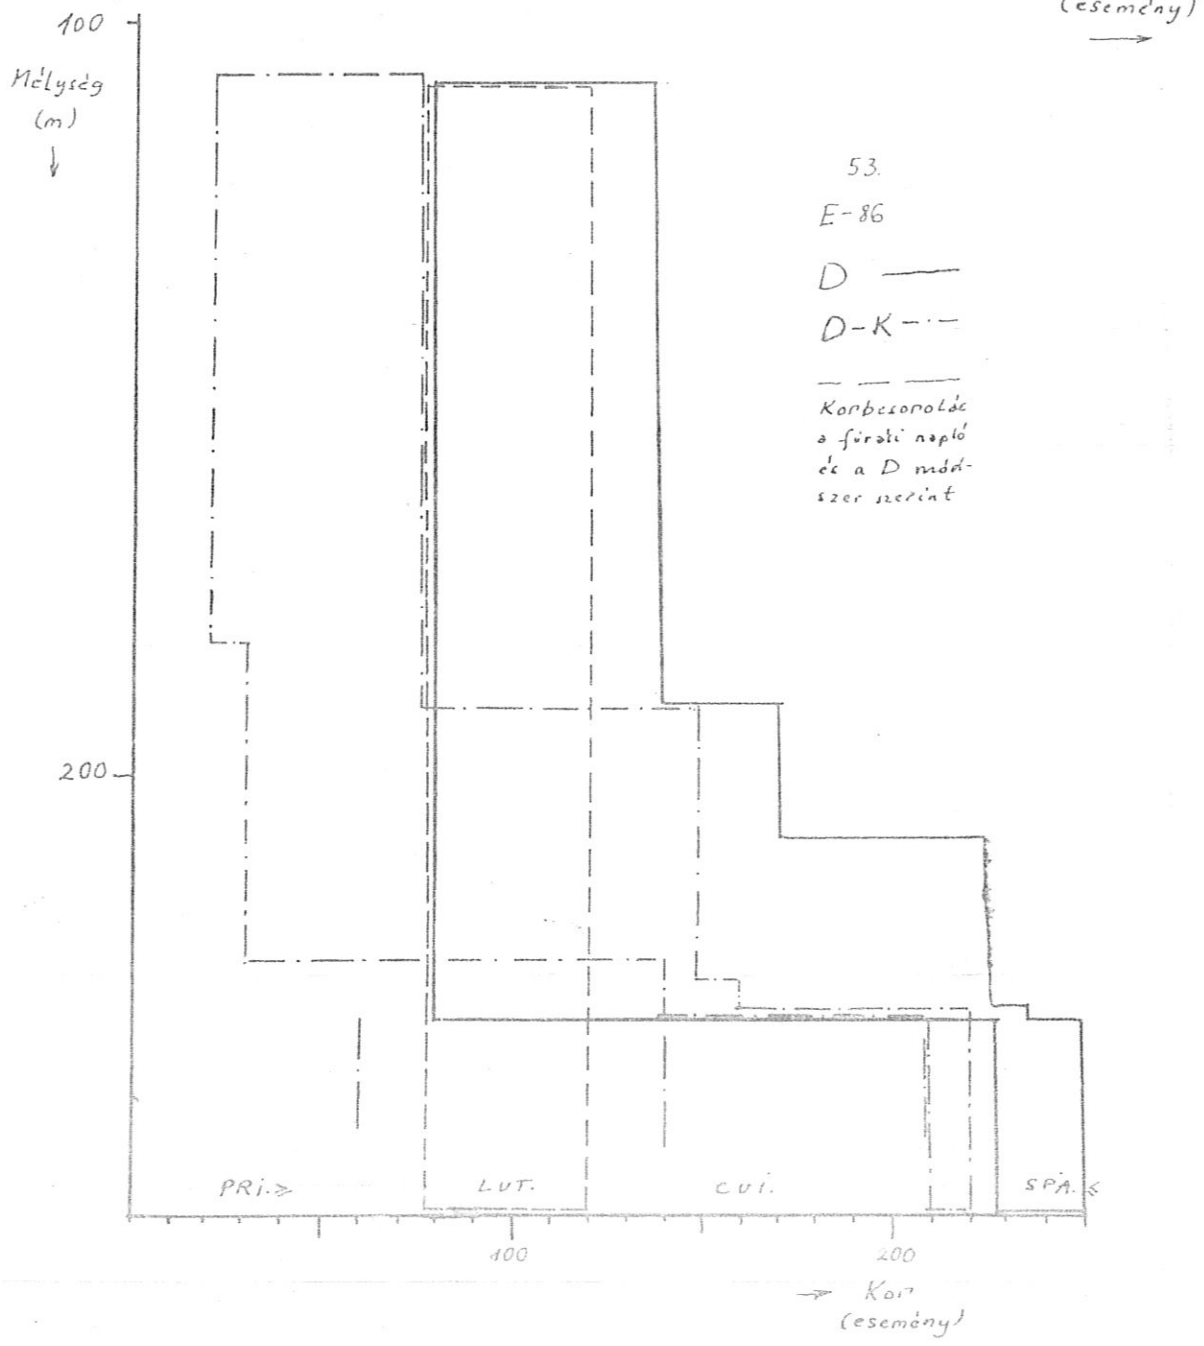 (esemény)
100
Mélység
(m)
53.
E-86
D
D-K
Korbesorolás
a fúrási napló
és a D mód-
szer szerint
200
PRI.≥
LUT.
CUI.
SPA.≤
100
200
→ Kor
(esemény)